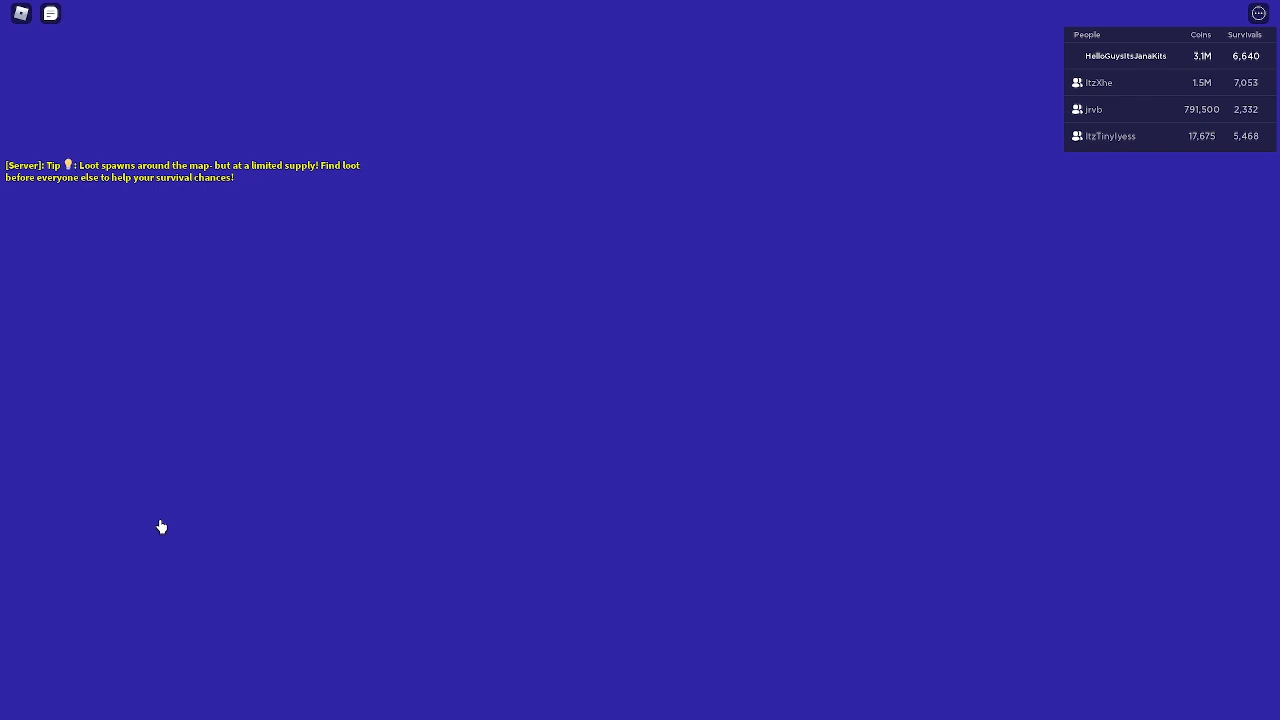 People Coins Survivals
HelloGuysItsJanaKits 3.1M 6,640
ItzXhe 1.5M 7,053
jrvb 791,500 2,332
ItzTinyIyess 17,675 5,468
[Server]: Tip 💡: Loot spawns around the map- but at a limited supply! Find loot
before everyone else to help your survival chances!